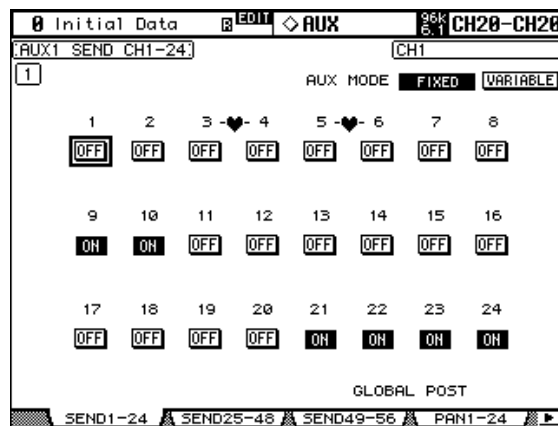 0 Initial Data EDIT AUX 96k 6.1 CH20-CH20
AUX1 SEND CH1-24 CH1
1 AUX MODE FIXED VARIABLE
1 2 3 - ♥ - 4 5 - ♥ - 6 7 8
OFF OFF OFF OFF OFF OFF OFF OFF
9 10 11 12 13 14 15 16
ON ON OFF OFF OFF OFF OFF OFF
17 18 19 20 21 22 23 24
OFF OFF OFF OFF ON ON ON ON
GLOBAL POST
SEND1-24 SEND25-48 SEND49-56 PAN1-24